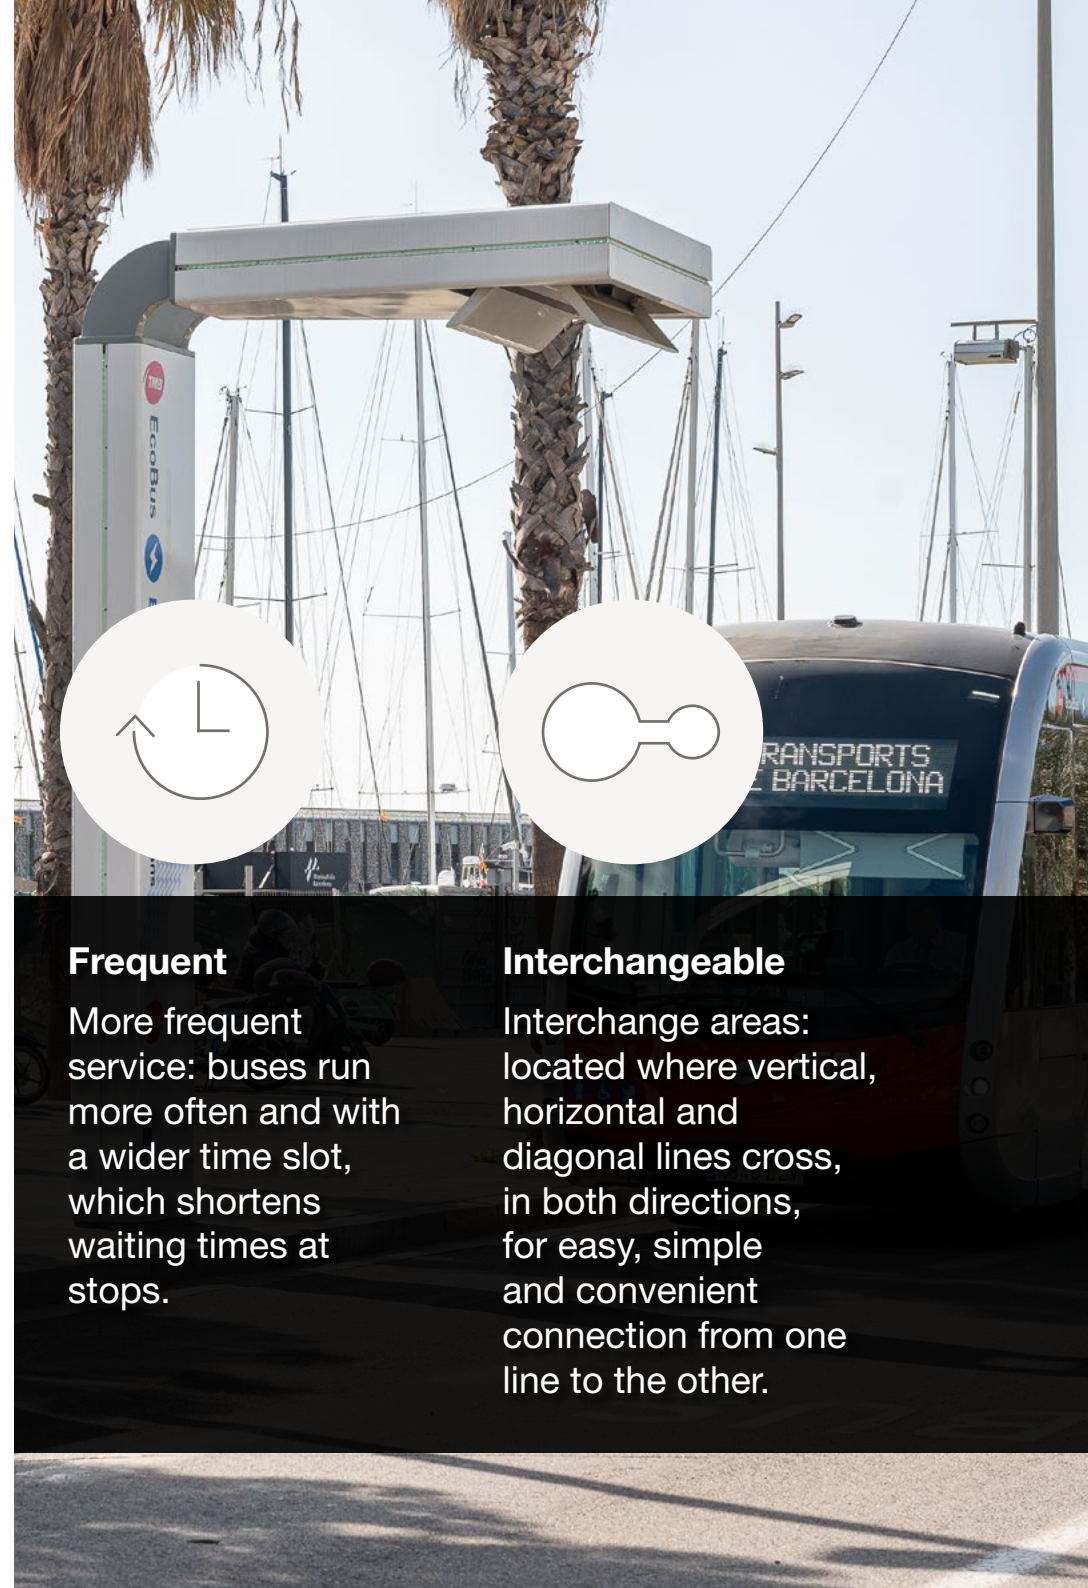 TMB
EcoBus
RANSPORTS
E BARCELONA
Frequent
More frequent
service: buses run
more often and with
a wider time slot,
which shortens
waiting times at
stops.
Interchangeable
Interchange areas:
located where vertical,
horizontal and
diagonal lines cross,
in both directions,
for easy, simple
and convenient
connection from one
line to the other.